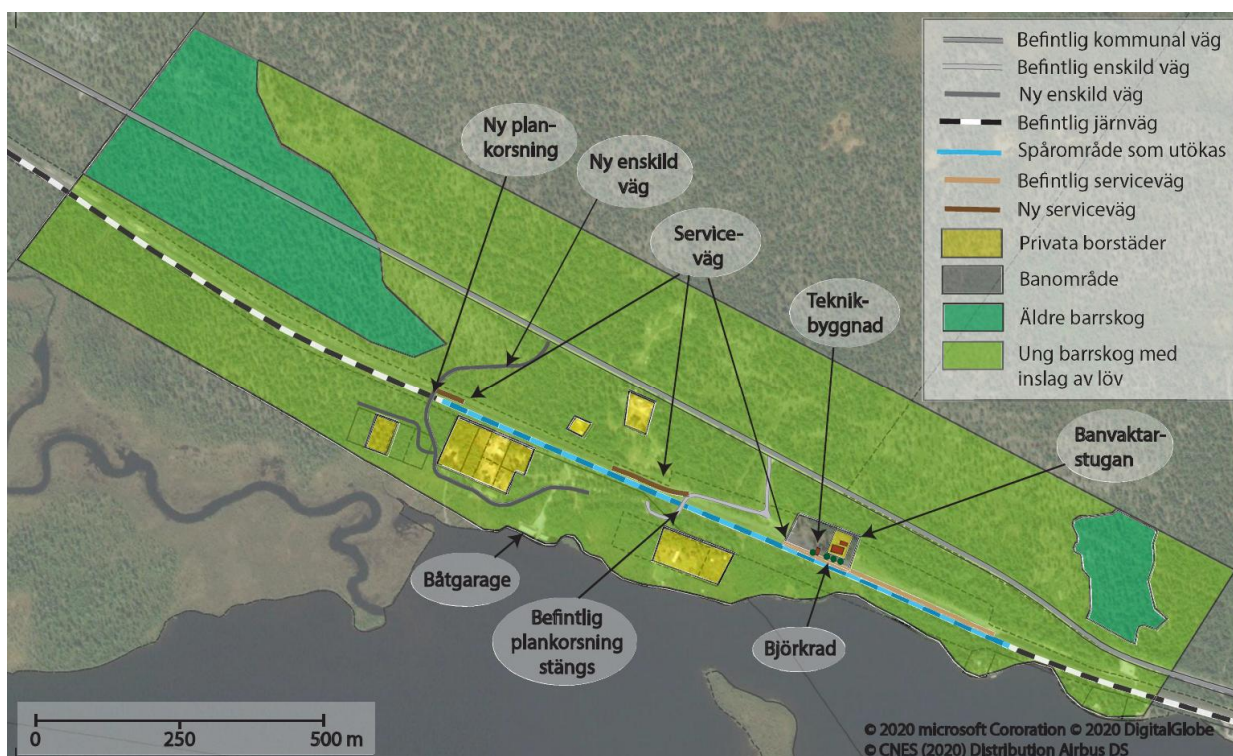 Befintlig kommunal väg
Befintlig enskild väg
Ny enskild väg
Befintlig järnväg
Spårområde som utökas
Befintlig serviceväg
Ny serviceväg
Privata borstäder
Banområde
Äldre barrskog
Ung barrskog med
inslag av löv
Ny plan-
korsning
Ny enskild
väg
Service-
väg
Teknik-
byggnad
Banvaktar-
stugan
Båtgarage
Befintlig
plankorsning
stängs
Björkrad
0 250 500 m
© 2020 microsoft Cororation © 2020 DigitalGlobe
© CNES (2020) Distribution Airbus DS